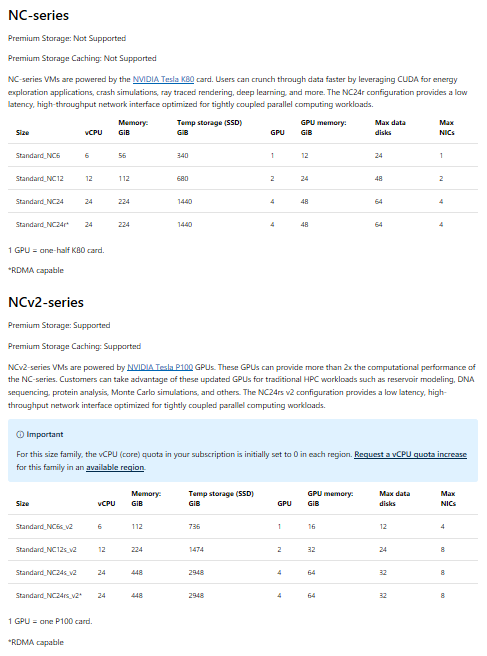 NC-series
Premium Storage: Not Supported
Premium Storage Caching: Not Supported
NC-series VMs are powered by the NVIDIA Tesla K80 card. Users can crunch through data faster by leveraging CUDA for energy
exploration applications, crash simulations, ray traced rendering, deep learning, and more. The NC24r configuration provides a low
latency, high-throughput network interface optimized for tightly coupled parallel computing workloads.
Size vCPU Memory: GiB Temp storage (SSD) GiB GPU GPU memory: GiB Max data disks Max NICs
Standard_NC6 6 56 340 1 12 24 1
Standard_NC12 12 112 680 2 24 48 2
Standard_NC24 24 224 1440 4 48 64 4
Standard_NC24r* 24 224 1440 4 48 64 4
1 GPU = one-half K80 card.
*RDMA capable
NCv2-series
Premium Storage: Supported
Premium Storage Caching: Supported
NCv2-series VMs are powered by NVIDIA Tesla P100 GPUs. These GPUs can provide more than 2x the computational performance of
the NC-series. Customers can take advantage of these updated GPUs for traditional HPC workloads such as reservoir modeling, DNA
sequencing, protein analysis, Monte Carlo simulations, and others. The NC24rs v2 configuration provides a low latency, high-
throughput network interface optimized for tightly coupled parallel computing workloads.
Important
For this size family, the vCPU (core) quota in your subscription is initially set to 0 in each region. Request a vCPU quota increase
for this family in an available region.
Size vCPU Memory: GiB Temp storage (SSD) GiB GPU GPU memory: GiB Max data disks Max NICs
Standard_NC6s_v2 6 112 736 1 16 12 4
Standard_NC12s_v2 12 224 1474 2 32 24 8
Standard_NC24s_v2 24 448 2948 4 64 32 8
Standard_NC24rs_v2* 24 448 2948 4 64 32 8
1 GPU = one P100 card.
*RDMA capable